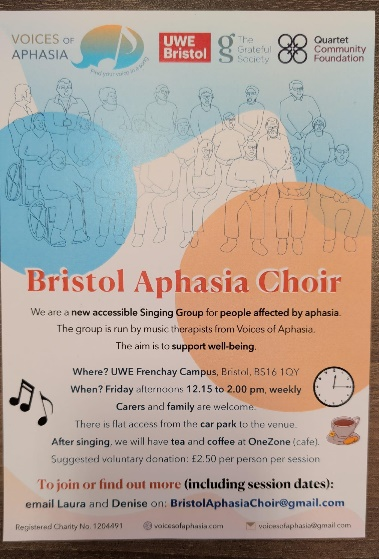 VOICES OF
APHASIA
UWE
Bristol
The
Grateful
Society
Quartet
Community
Foundation
Bristol Aphasia Choir
We are a new accessible Singing Group for people affected by aphasia.
The group is run by music therapists from Voices of Aphasia.
The aim is to support well-being.
Where? UWE Frenchay Campus, Bristol, BS16 1QY
When? Friday afternoons 12.15 to 2.00 pm, weekly
Carers and family are welcome.
There is flat access from the car park to the venue.
After singing, we will have tea and coffee at OneZone (cafe).
Suggested voluntary donation: £2.50 per person per session
To join or find out more (including session dates):
email Laura and Denise on: BristolAphasiaChoir@gmail.com
Registered Charity No. 1204491
voicesofaphasia.com
voicesofaphasia@gmail.com